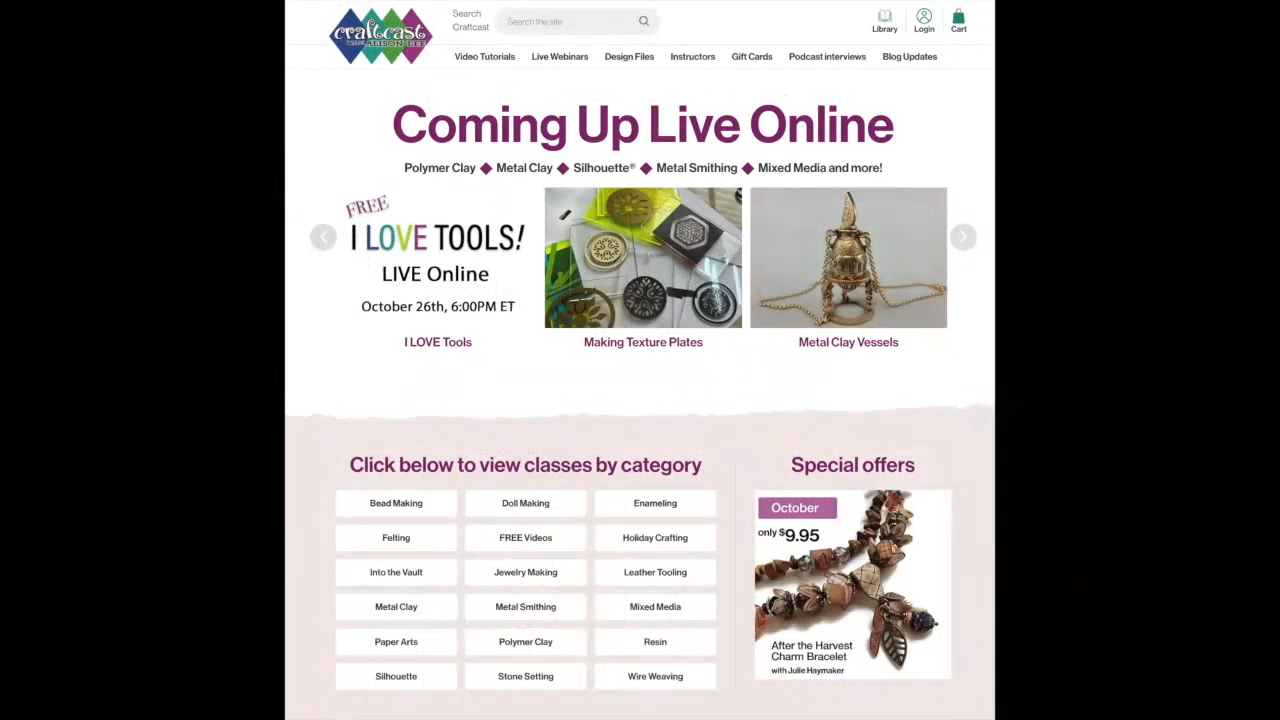 craftcast
WITH ALISON LEE
Search
Craftcast
Search the site
Library
Login
Cart
Video Tutorials
Live Webinars
Design Files
Instructors
Gift Cards
Podcast interviews
Blog Updates
Coming Up Live Online
Polymer Clay ◆ Metal Clay ◆ Silhouette® ◆ Metal Smithing ◆ Mixed Media and more!
FREE
I LOVE TOOLS!
LIVE Online
October 26th, 6:00PM ET
I LOVE Tools
Making Texture Plates
Metal Clay Vessels
Click below to view classes by category
Bead Making
Doll Making
Enameling
Felting
FREE Videos
Holiday Crafting
Into the Vault
Jewelry Making
Leather Tooling
Metal Clay
Metal Smithing
Mixed Media
Paper Arts
Polymer Clay
Resin
Silhouette
Stone Setting
Wire Weaving
Special offers
October
only $9.95
After the Harvest
Charm Bracelet
with Julie Haymaker